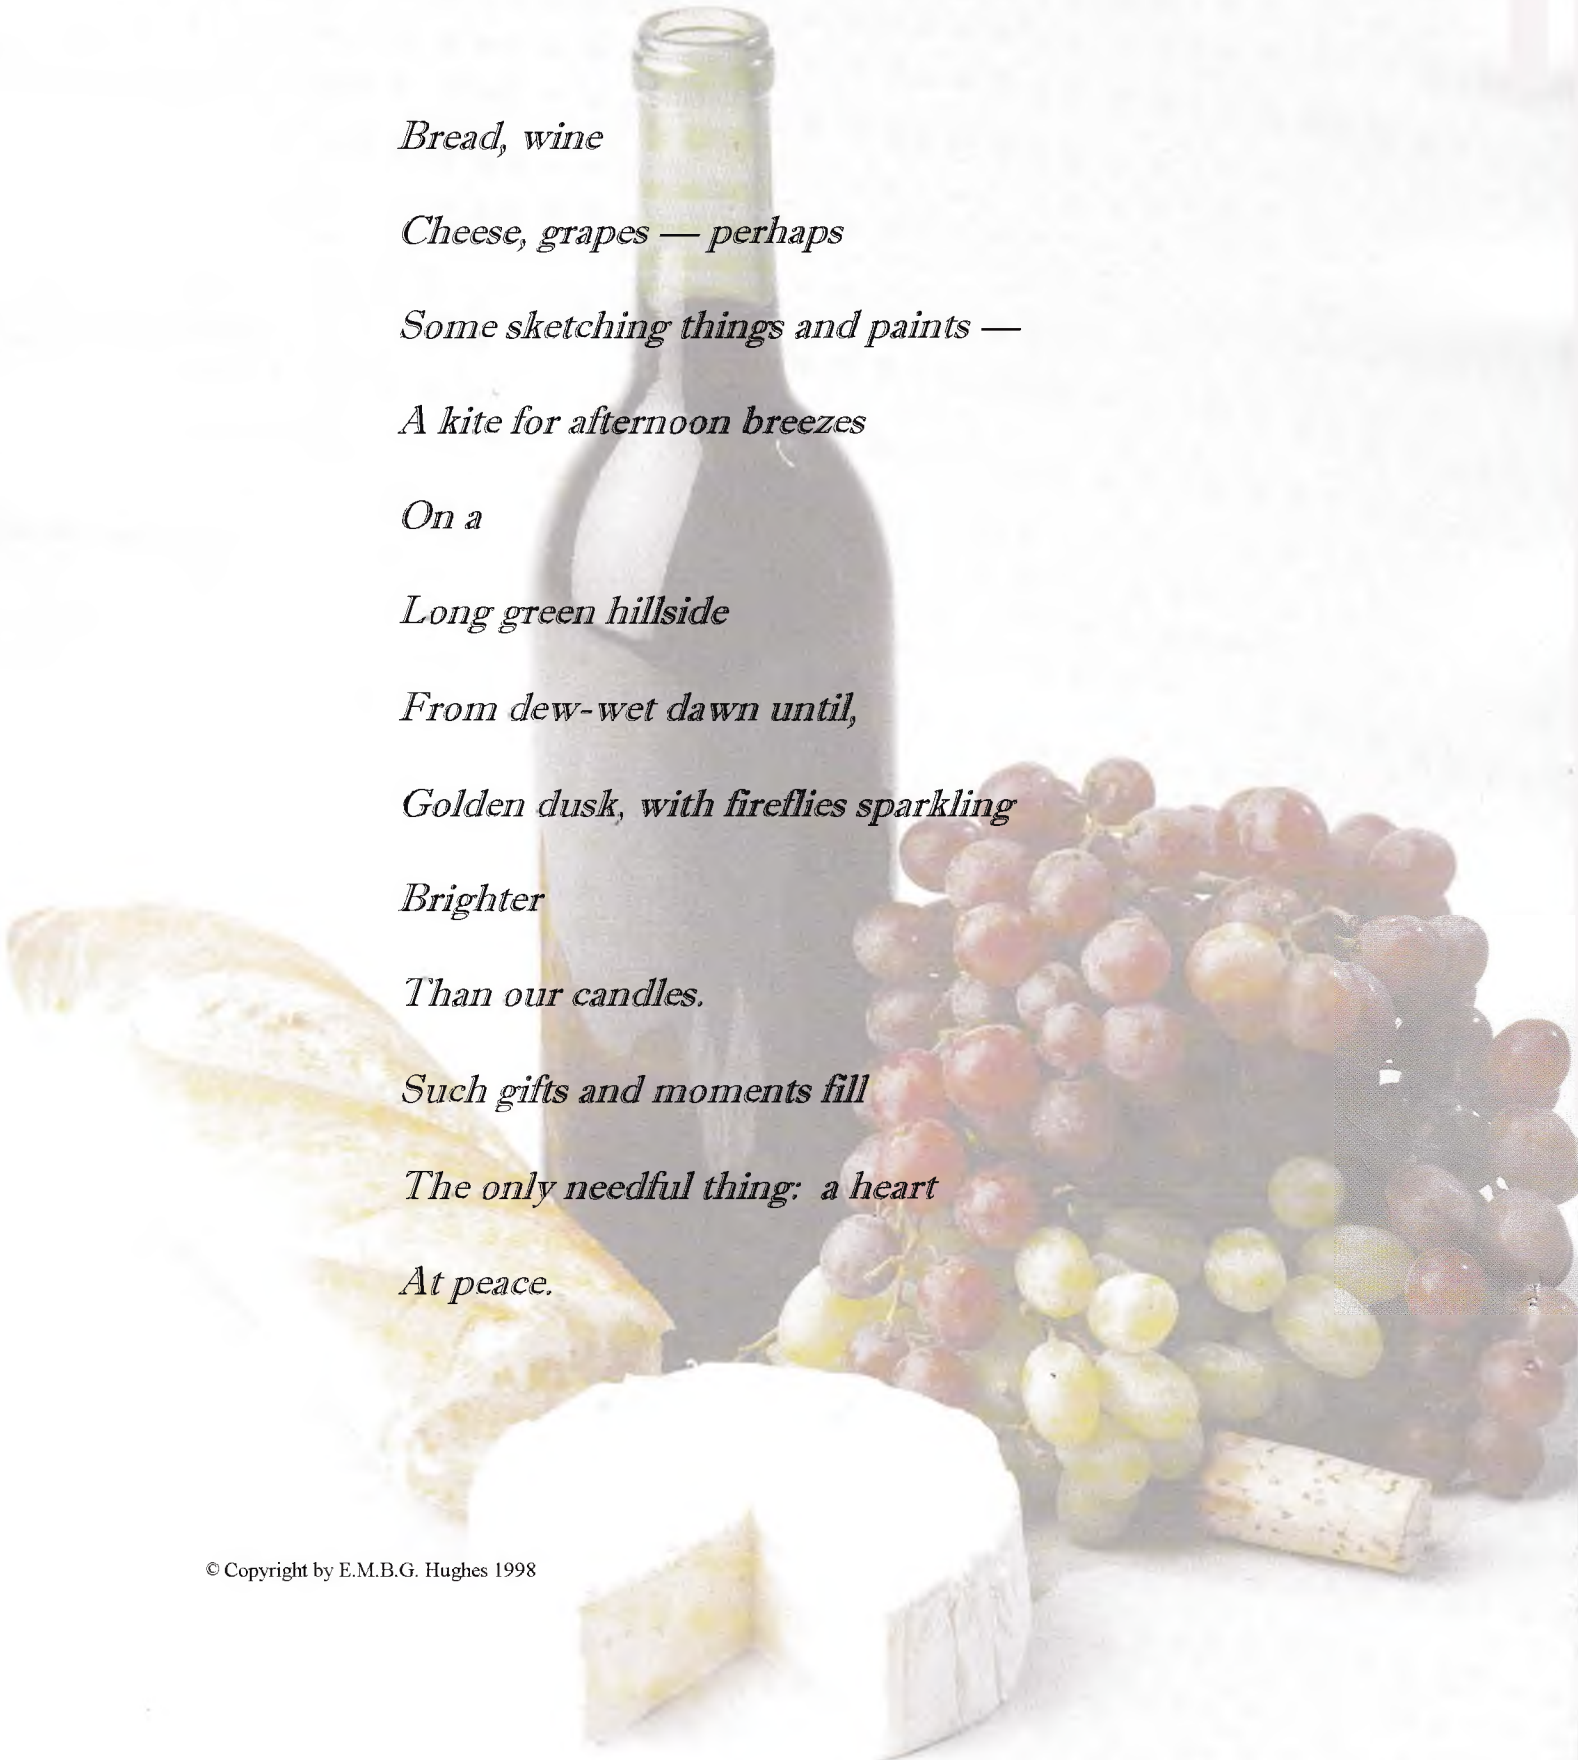 Bread, wine
Cheese, grapes — perhaps
Some sketching things and paints —
A kite for afternoon breezes
On a
Long green hillside
From dew-wet dawn until,
Golden dusk, with fireflies sparkling
Brighter
Than our candles.
Such gifts and moments fill
The only needful thing:  a heart
At peace.
© Copyright by E.M.B.G. Hughes 1998